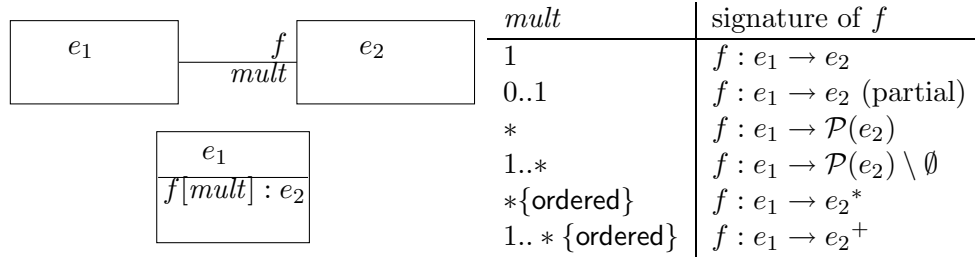 e₁ f e₂
mult
e₁
f[mult] : e₂
mult signature of f
1 f : e₁ → e₂
0..1 f : e₁ → e₂ (partial)
∗ f : e₁ → 𝒫(e₂)
1..∗ f : e₁ → 𝒫(e₂) \ ∅
∗{ordered} f : e₁ → e₂*
1.. ∗ {ordered} f : e₁ → e₂⁺